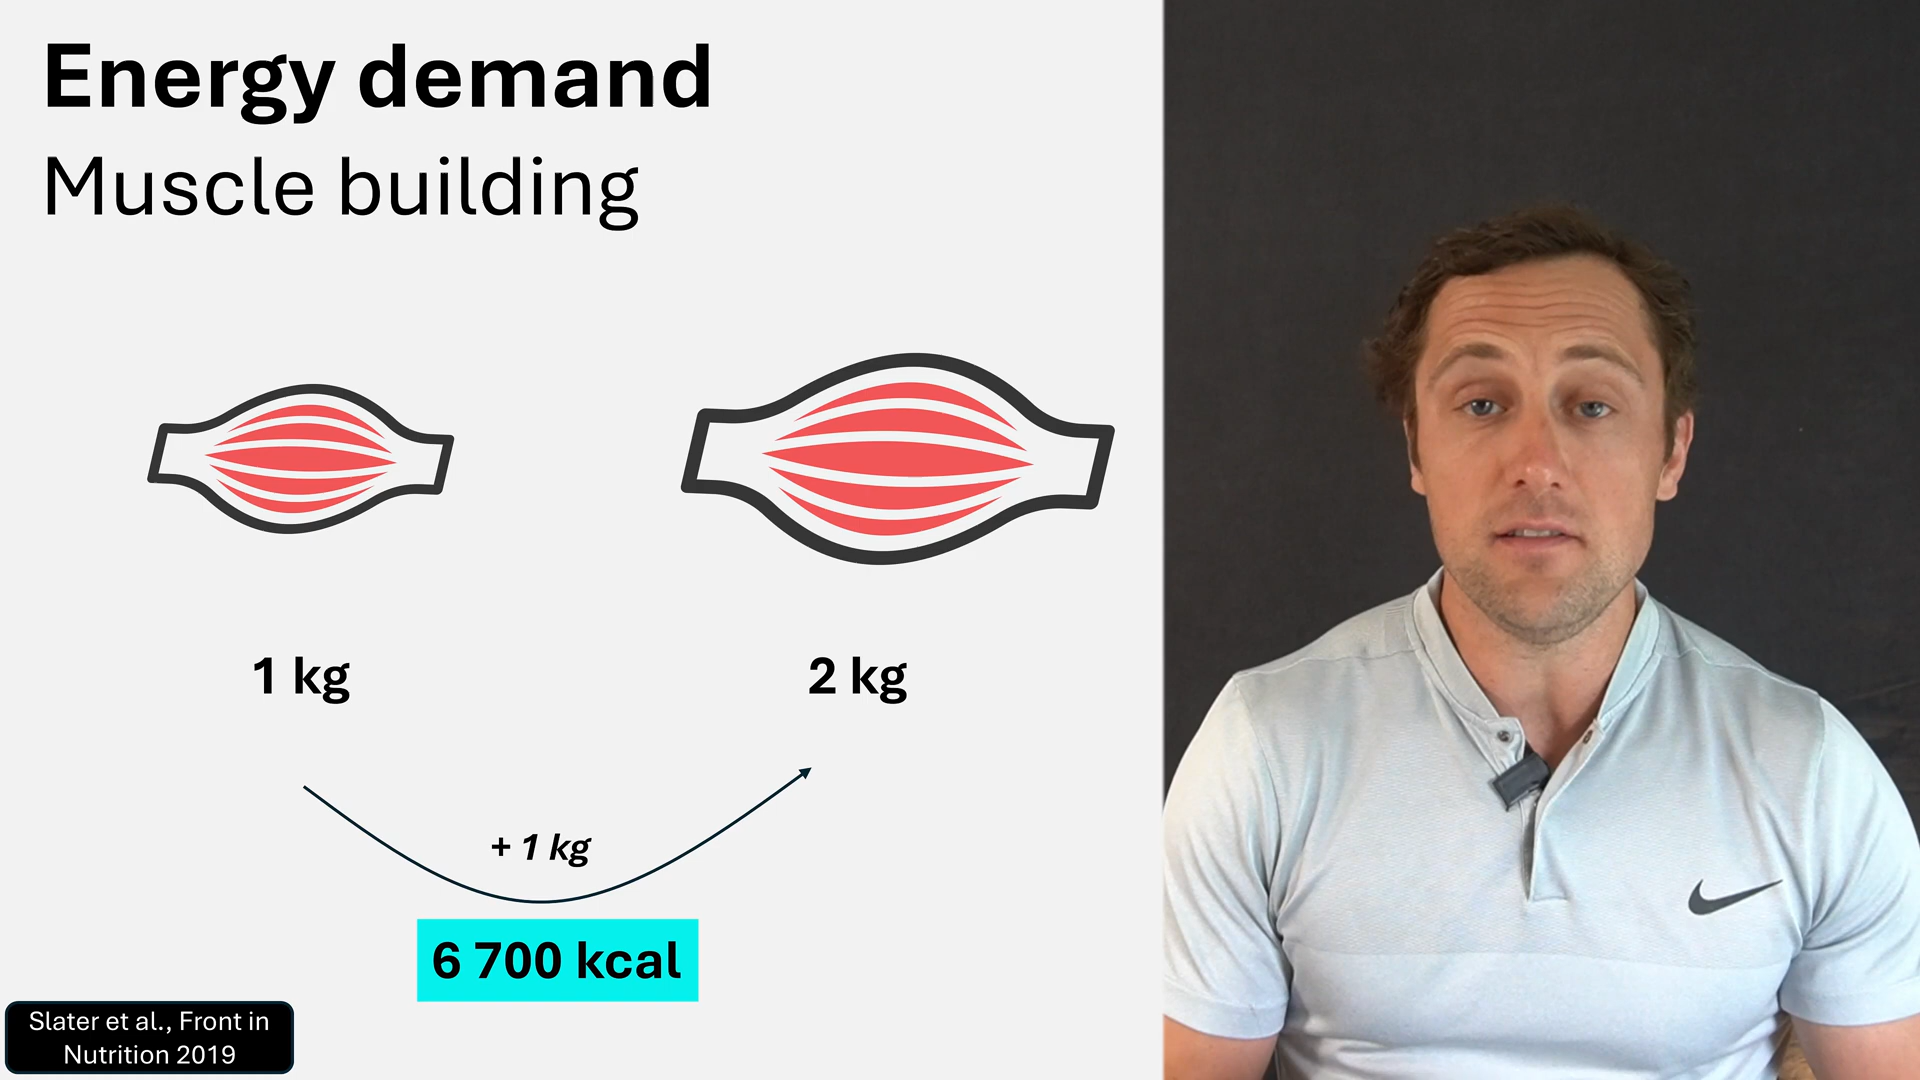 Energy demand
Muscle building
1 kg
2 kg
+ 1 kg
6 700 kcal
Slater et al., Front in
Nutrition 2019